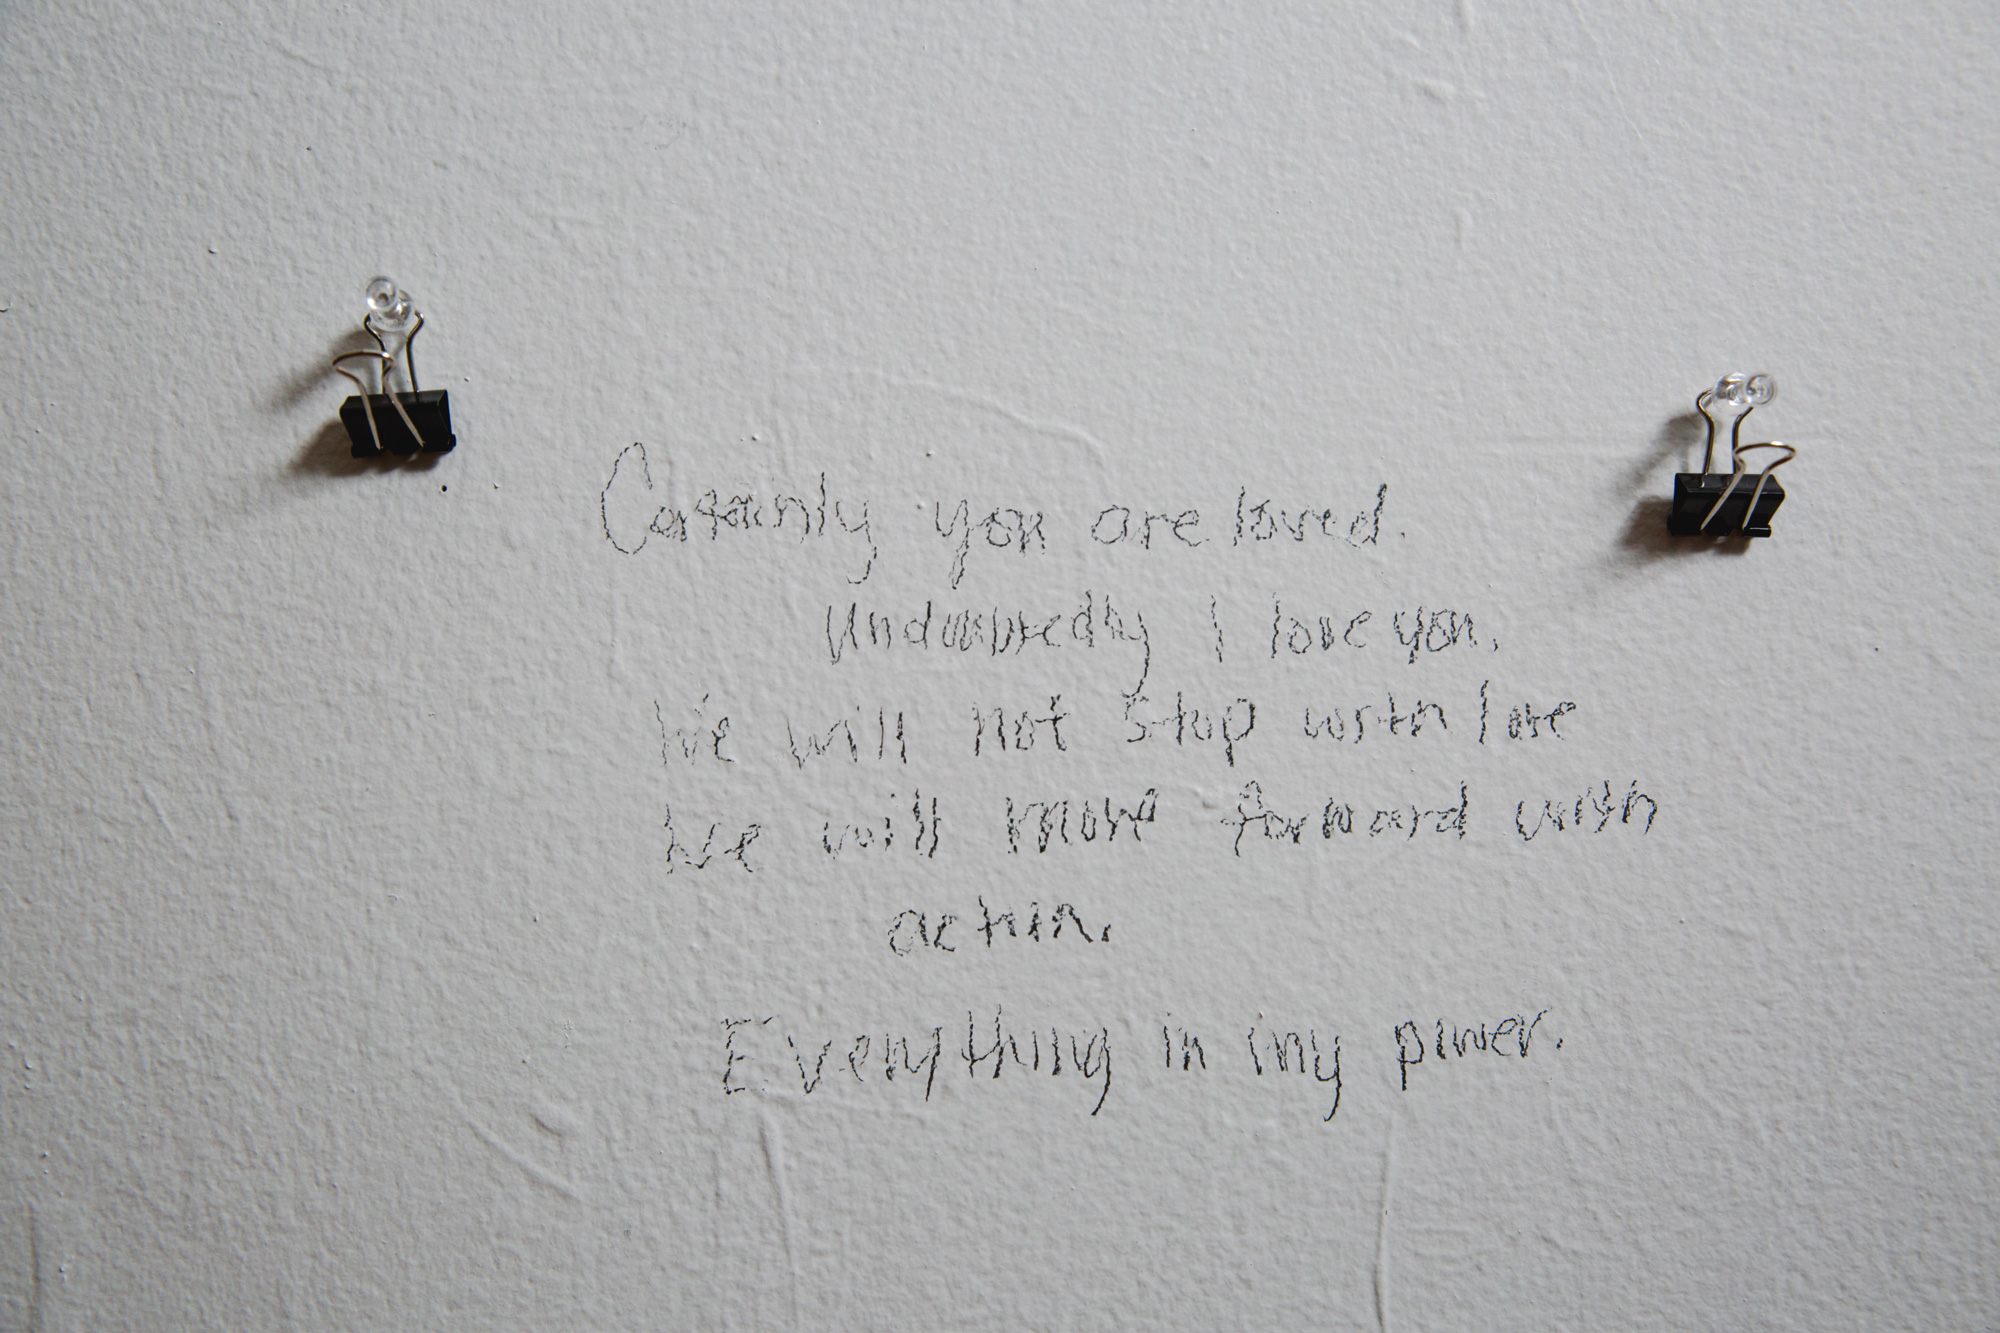 Certainly you are loved.
Undoubtedly I love you.
We will not stop with love
We will move forward with
action.
Everything in my power.